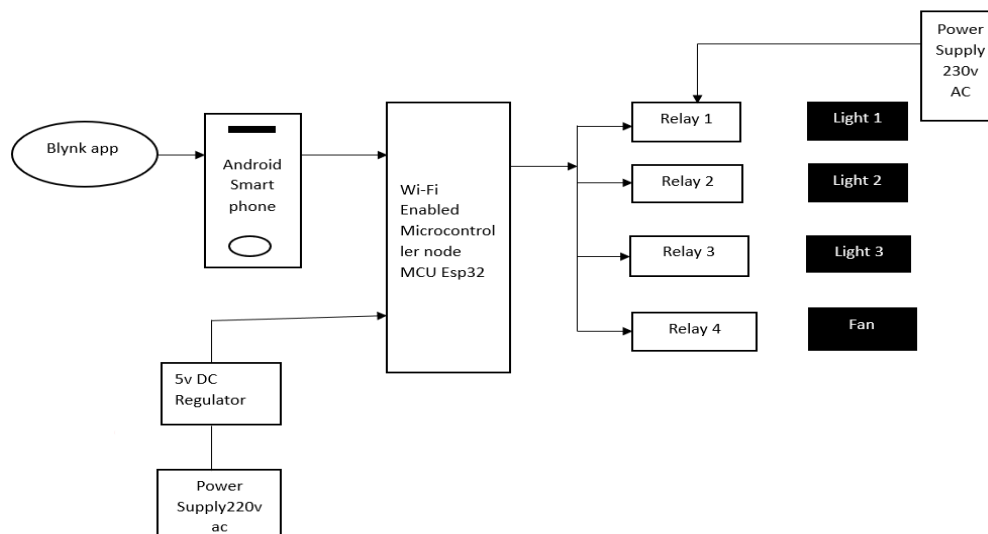 Power
Supply
230v
AC
Relay 1
Light 1
Blynk app
Android
Smart
phone
Wi-Fi
Enabled
Microcontrol
ler node
MCU Esp32
Relay 2
Light 2
Relay 3
Light 3
Relay 4
Fan
5v DC
Regulator
Power
Supply220v
ac